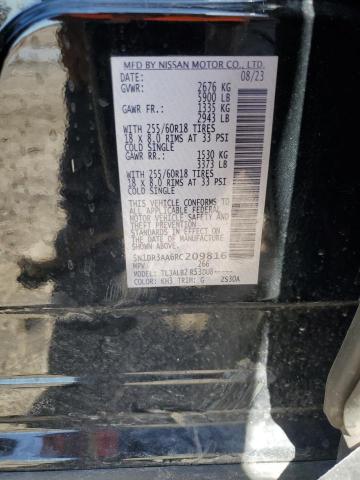 MFD BY NISSAN MOTOR CO., LTD.
DATE: 08/23
GVWR: 2676 KG
5900 LB
GAWR FR.: 1335 KG
2943 LB
WITH 255/60R18 TIRES
18 X 8.0 RIMS AT 33 PSI
COLD SINGLE
GAWR RR.: 1530 KG
3373 LB
WITH 255/60R18 TIRES
18 X 8.0 RIMS AT 33 PSI
COLD SINGLE
THIS VEHICLE CONFORMS TO
ALL APPLICABLE FEDERAL
MOTOR VEHICLE SAFETY AND
THEFT PREVENTION STANDARDS
IN EFFECT ON THE DATE
OF MANUFACTURE
SHOWN ABOVE.
5N1DR3AA6RC209816
MPV 266
MODEL:
COLOR: KH3 TRIM: G 2S30A